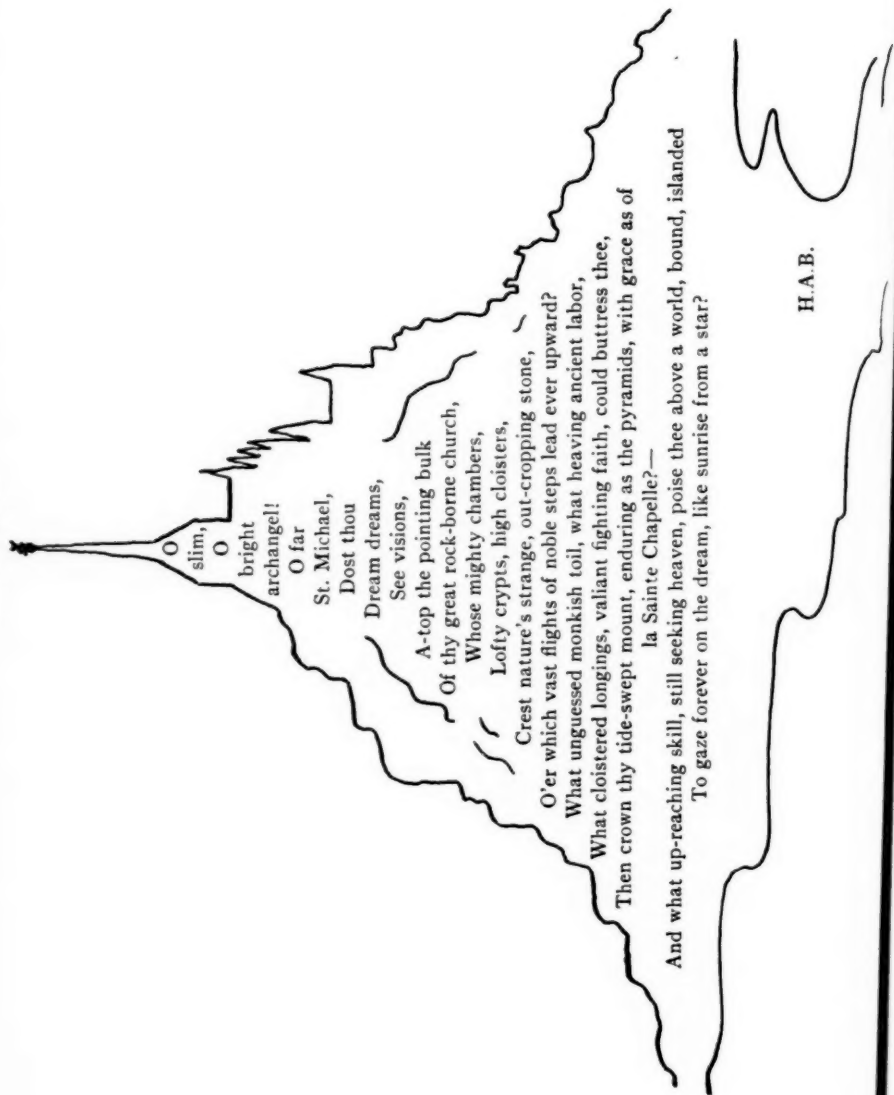 O
slim,
O
bright
archangel!
O far
St. Michael,
Dost thou
Dream dreams,
See visions,
A-top the pointing bulk
Of thy great rock-borne church,
Whose mighty chambers,
Lofty crypts, high cloisters,
Crest nature's strange, out-cropping stone,
O'er which vast flights of noble steps lead ever upward?
What unguessed monkish toil, what heaving ancient labor,
What cloistered longings, valiant fighting faith, could buttress thee,
Then crown thy tide-swept mount, enduring as the pyramids, with grace as of
la Sainte Chapelle?—
And what up-reaching skill, still seeking heaven, poise thee above a world, bound, islanded
To gaze forever on the dream, like sunrise from a star?
H.A.B.